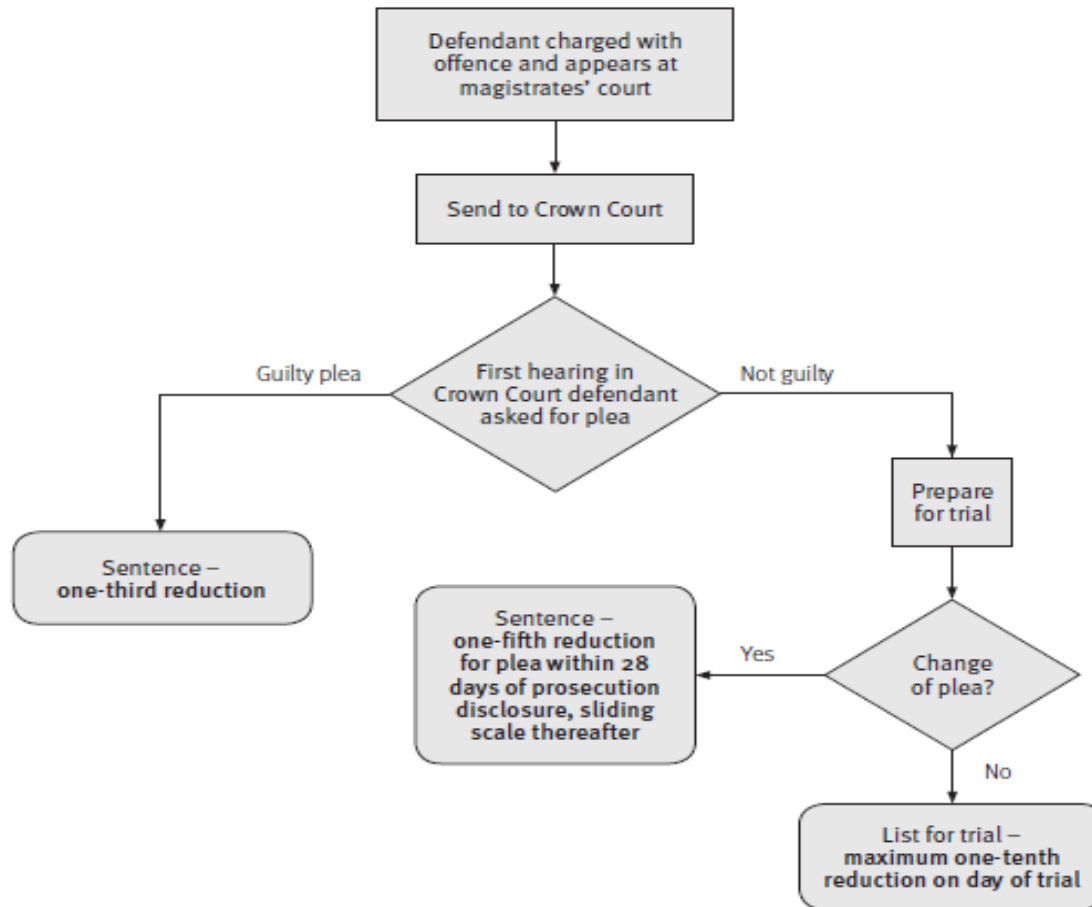 Defendant charged with
offence and appears at
magistrates' court
Send to Crown Court
First hearing in
Crown Court defendant
asked for plea
Guilty plea
Not guilty
Sentence –
one-third reduction
Prepare
for trial
Change
of plea?
Yes
Sentence –
one-fifth reduction
for plea within 28
days of prosecution
disclosure, sliding
scale thereafter
No
List for trial –
maximum one-tenth
reduction on day of trial